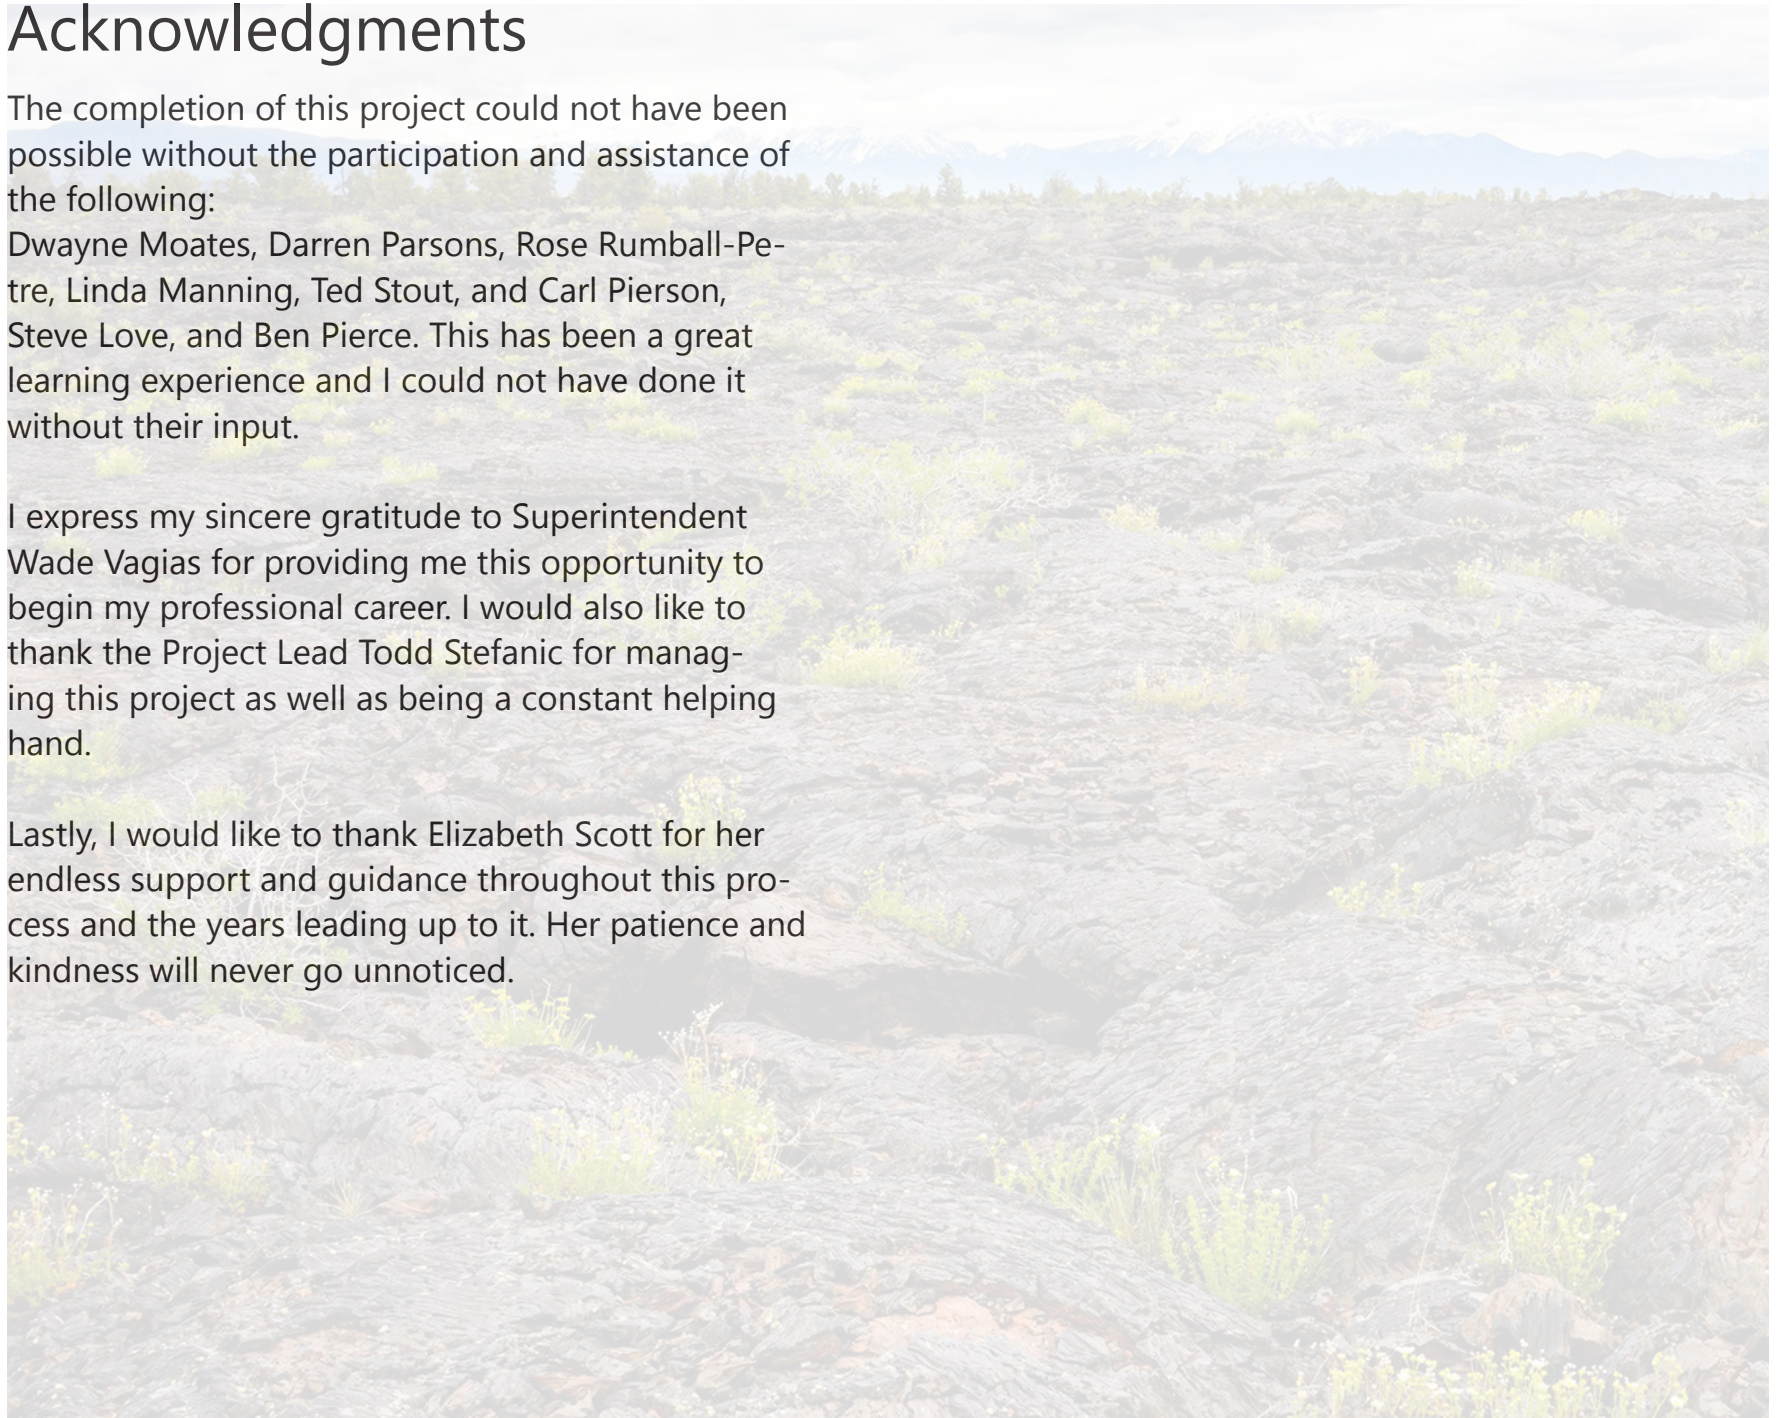 Acknowledgments
The completion of this project could not have been
possible without the participation and assistance of
the following:
Dwayne Moates, Darren Parsons, Rose Rumball-Pe-
tre, Linda Manning, Ted Stout, and Carl Pierson,
Steve Love, and Ben Pierce. This has been a great
learning experience and I could not have done it
without their input.
I express my sincere gratitude to Superintendent
Wade Vagias for providing me this opportunity to
begin my professional career. I would also like to
thank the Project Lead Todd Stefanic for manag-
ing this project as well as being a constant helping
hand.
Lastly, I would like to thank Elizabeth Scott for her
endless support and guidance throughout this pro-
cess and the years leading up to it. Her patience and
kindness will never go unnoticed.